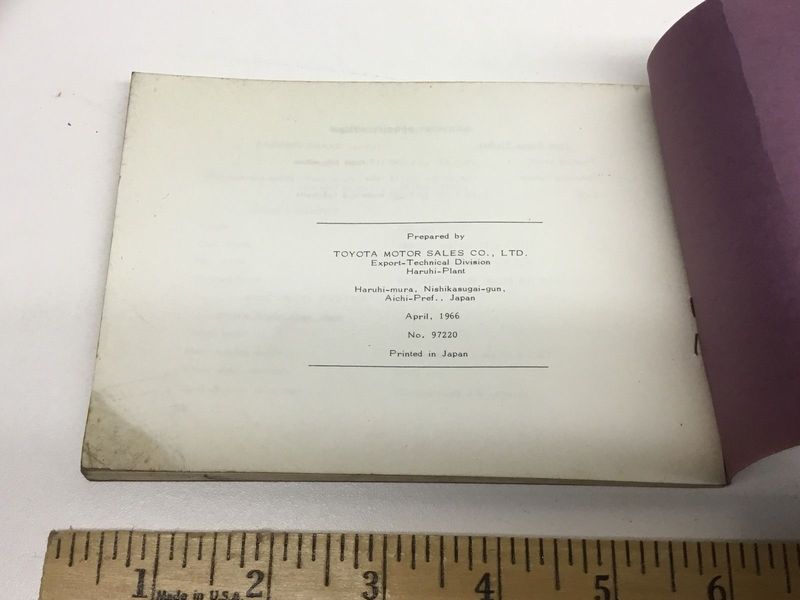 Prepared by
TOYOTA MOTOR SALES CO., LTD.
Export-Technical Division
Haruhi-Plant
Haruhi-mura, Nishikasugai-gun,
Aichi-Pref., Japan
April, 1966
No. 97220
Printed in Japan
1 2 3 4 5 6
Made in U.S.A.